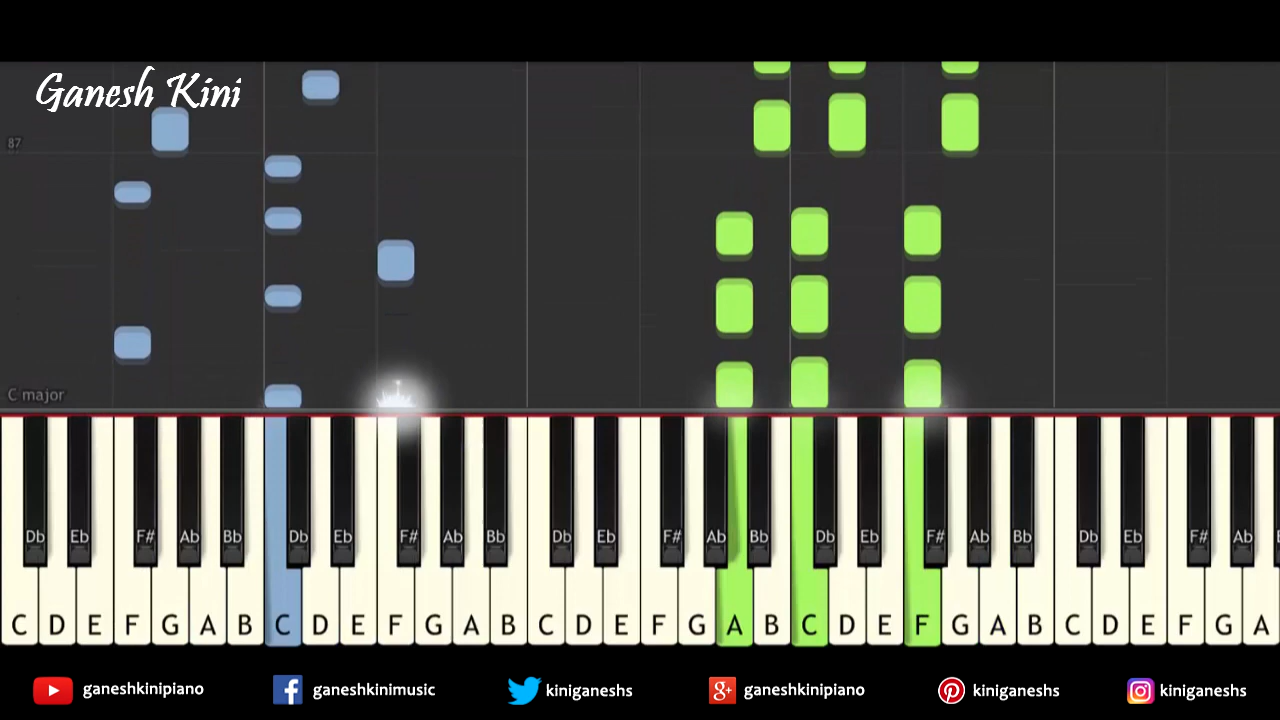 Ganesh Kini
87
C major
Db Eb F# Ab Bb Db Eb F# Ab Bb Db Eb F# Ab Bb Db Eb F# Ab Bb Db Eb F# Ab
C D E F G A B C D E F G A B C D E F G A B C D E F G A B C D E F G A
ganeshkinipiano ganeshkinimusic kiniganeshs ganeshkinipiano kiniganeshs kiniganeshs